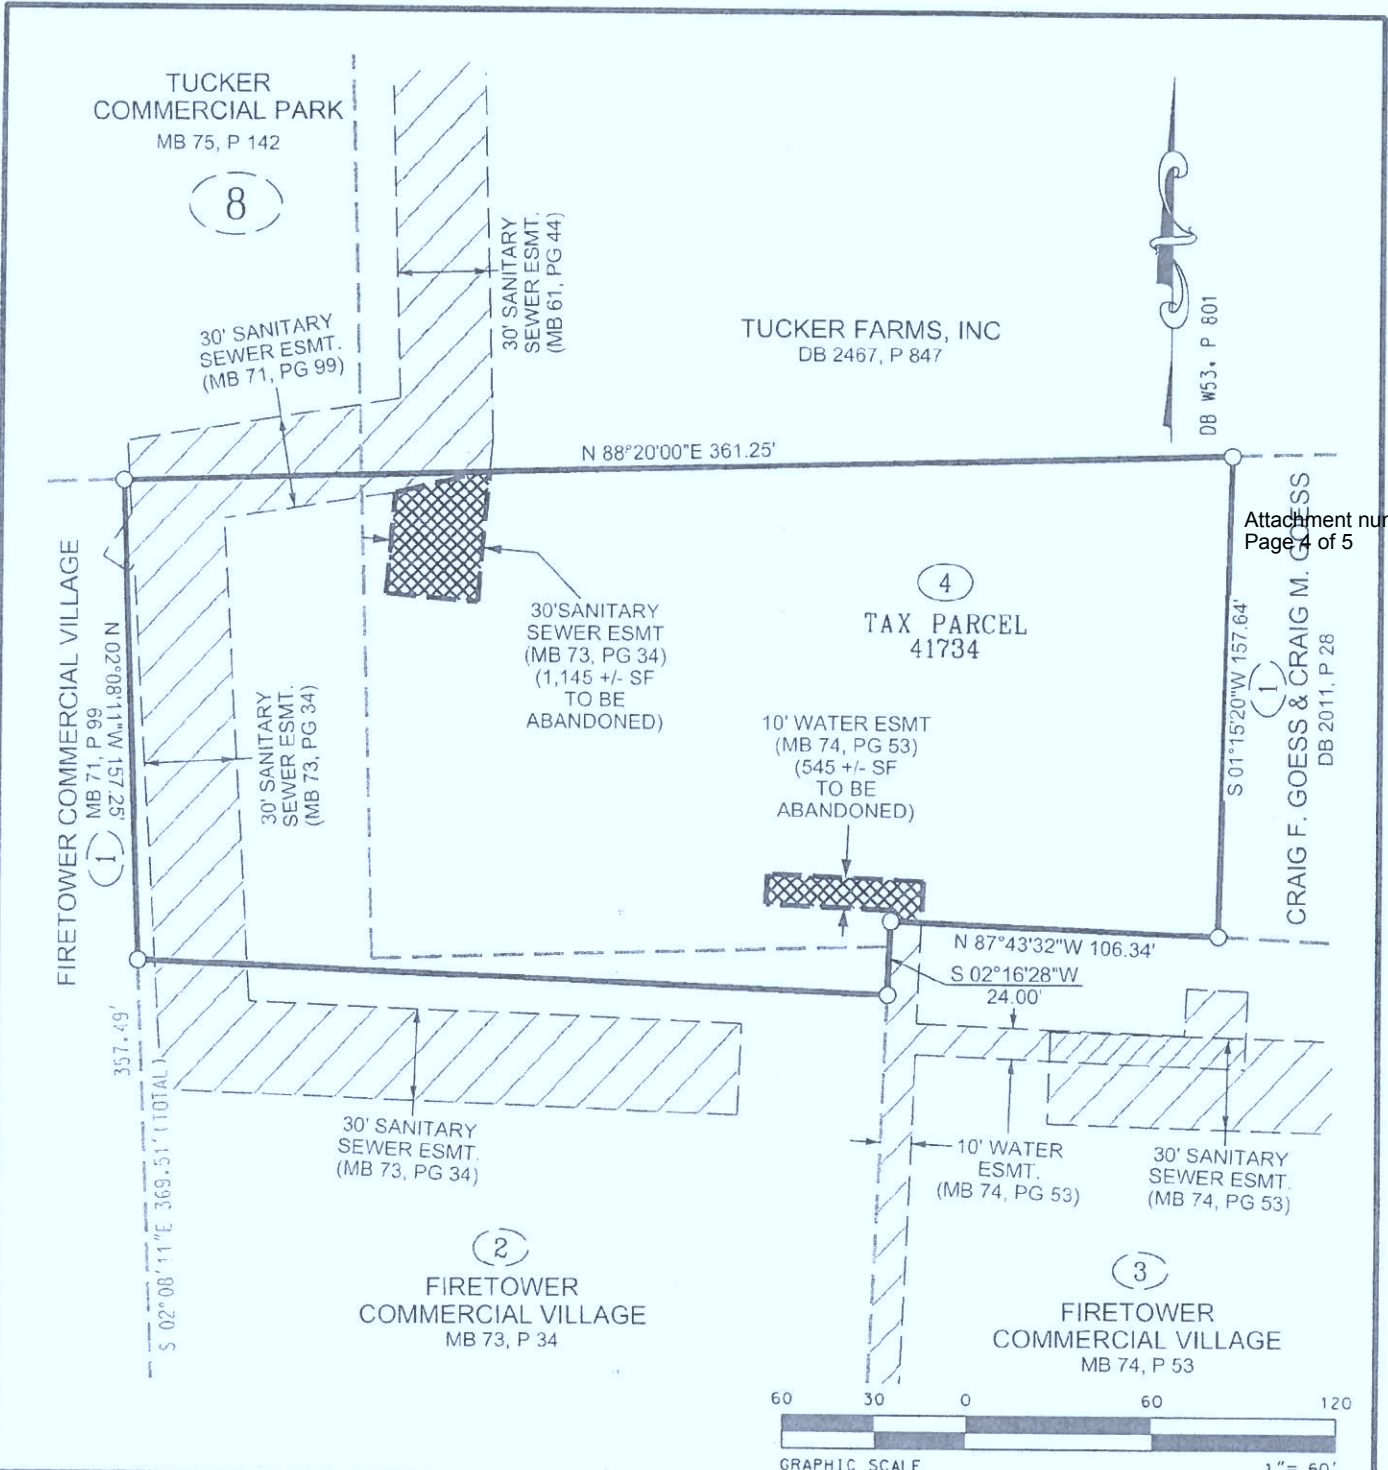 TUCKER
COMMERCIAL PARK
MB 75, P 142
8
30' SANITARY
SEWER ESMT.
(MB 61, PG 44)
30' SANITARY
SEWER ESMT.
(MB 71, PG 99)
TUCKER FARMS, INC
DB 2467, P 847
DB W53, P 801
N 88°20'00"E 361.25'
Attachment num
Page 4 of 5
FIRETOWER COMMERCIAL VILLAGE
MB 71, P 99
1
N 02°08'11"W 157.25'
30' SANITARY
SEWER ESMT.
(MB 73, PG 34)
30'SANITARY
SEWER ESMT
(MB 73, PG 34)
(1,145 +/- SF
TO BE
ABANDONED)
4
TAX PARCEL
41734
10' WATER ESMT
(MB 74, PG 53)
(545 +/- SF
TO BE
ABANDONED)
S 01°15'20"W 157.64'
1
CRAIG F. GOESS & CRAIG M. GOESS
DB 2011, P 28
N 87°43'32"W 106.34'
S 02°16'28"W
24.00'
357.49'
S 02°08'11"E 369.51' (TOTAL)
30' SANITARY
SEWER ESMT.
(MB 73, PG 34)
10' WATER
ESMT.
(MB 74, PG 53)
30' SANITARY
SEWER ESMT.
(MB 74, PG 53)
2
FIRETOWER
COMMERCIAL VILLAGE
MB 73, P 34
3
FIRETOWER
COMMERCIAL VILLAGE
MB 74, P 53
60 30 0 60 120
GRAPHIC SCALE 1"= 60'